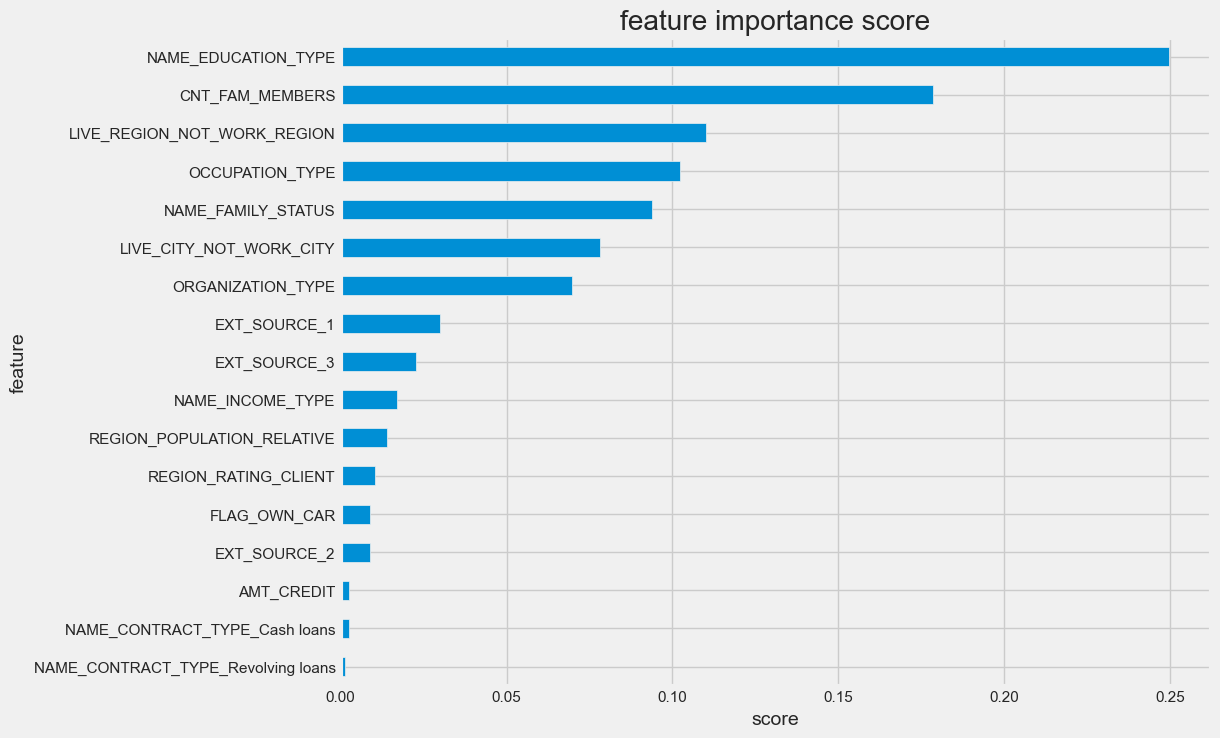 feature importance score
NAME_EDUCATION_TYPE
CNT_FAM_MEMBERS
LIVE_REGION_NOT_WORK_REGION
OCCUPATION_TYPE
NAME_FAMILY_STATUS
LIVE_CITY_NOT_WORK_CITY
ORGANIZATION_TYPE
EXT_SOURCE_1
EXT_SOURCE_3
NAME_INCOME_TYPE
REGION_POPULATION_RELATIVE
REGION_RATING_CLIENT
FLAG_OWN_CAR
EXT_SOURCE_2
AMT_CREDIT
NAME_CONTRACT_TYPE_Cash loans
NAME_CONTRACT_TYPE_Revolving loans
feature
0.00 0.05 0.10 0.15 0.20 0.25
score